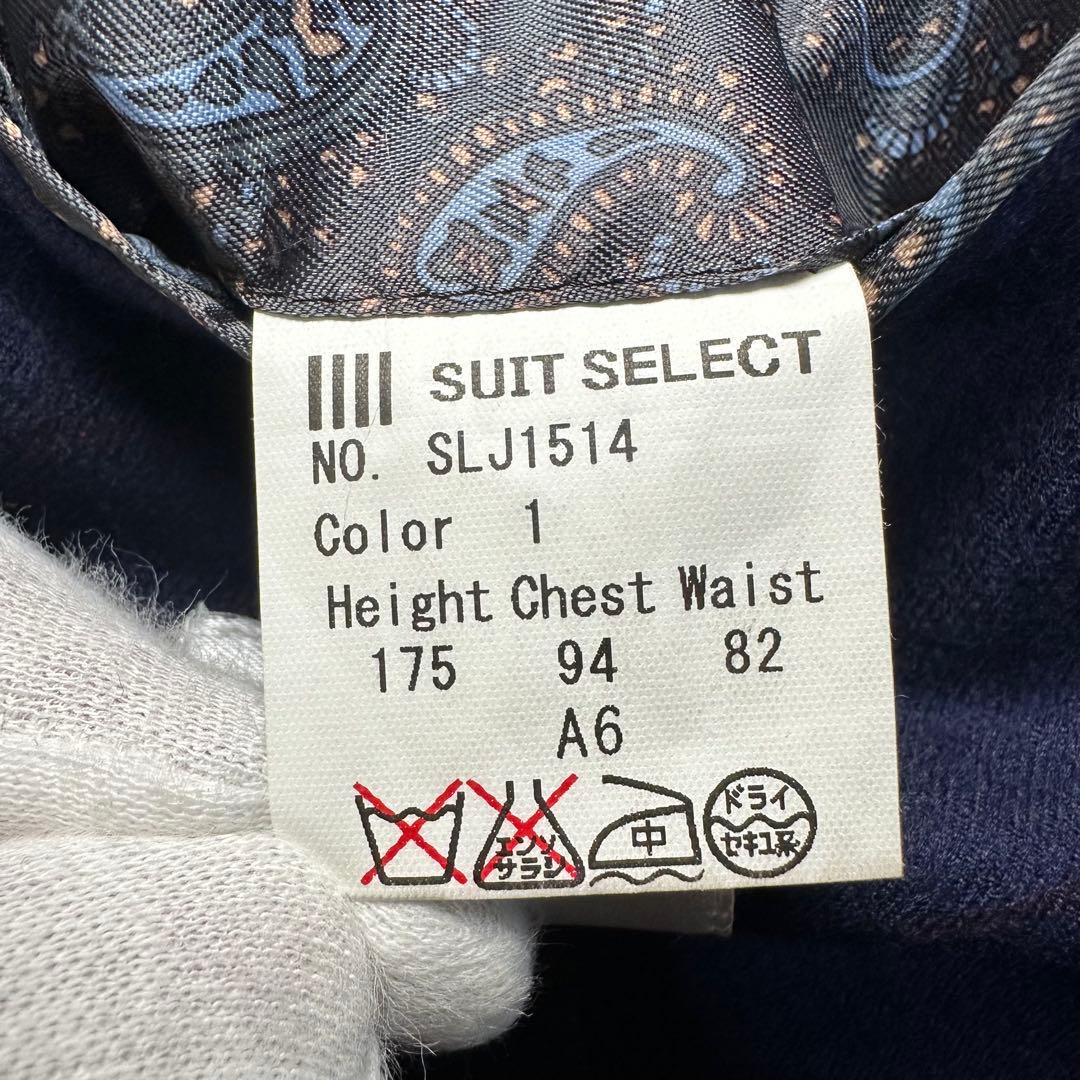 SUIT SELECT
NO. SLJ1514
Color 1
Height Chest Waist
175 94 82
A6
エンソ
サラシ
中
ドライ
セキユ系